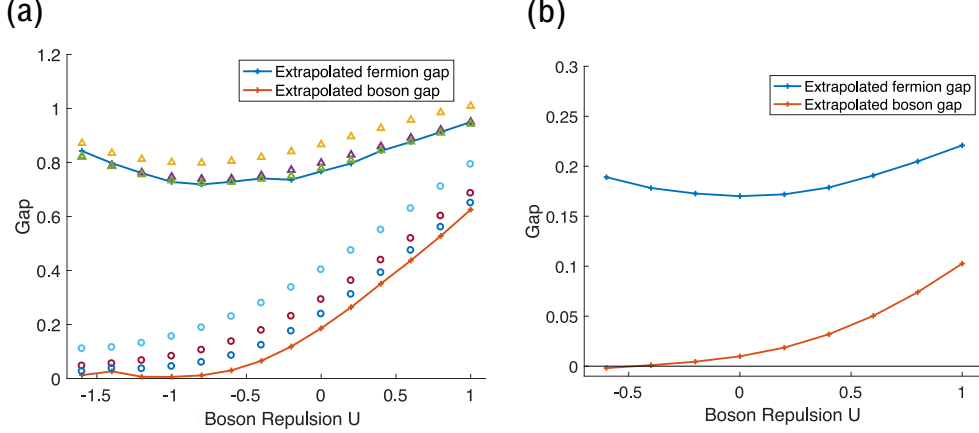 (a)
1.2
1
0.8
0.6
0.4
0.2
0
Gap
-1.5
-1
-0.5
0
0.5
1
Boson Repulsion U
Extrapolated fermion gap
Extrapolated boson gap
(b)
0.3
0.25
0.2
0.15
0.1
0.05
0
Gap
-0.5
0
0.5
1
Boson Repulsion U
Extrapolated fermion gap
Extrapolated boson gap